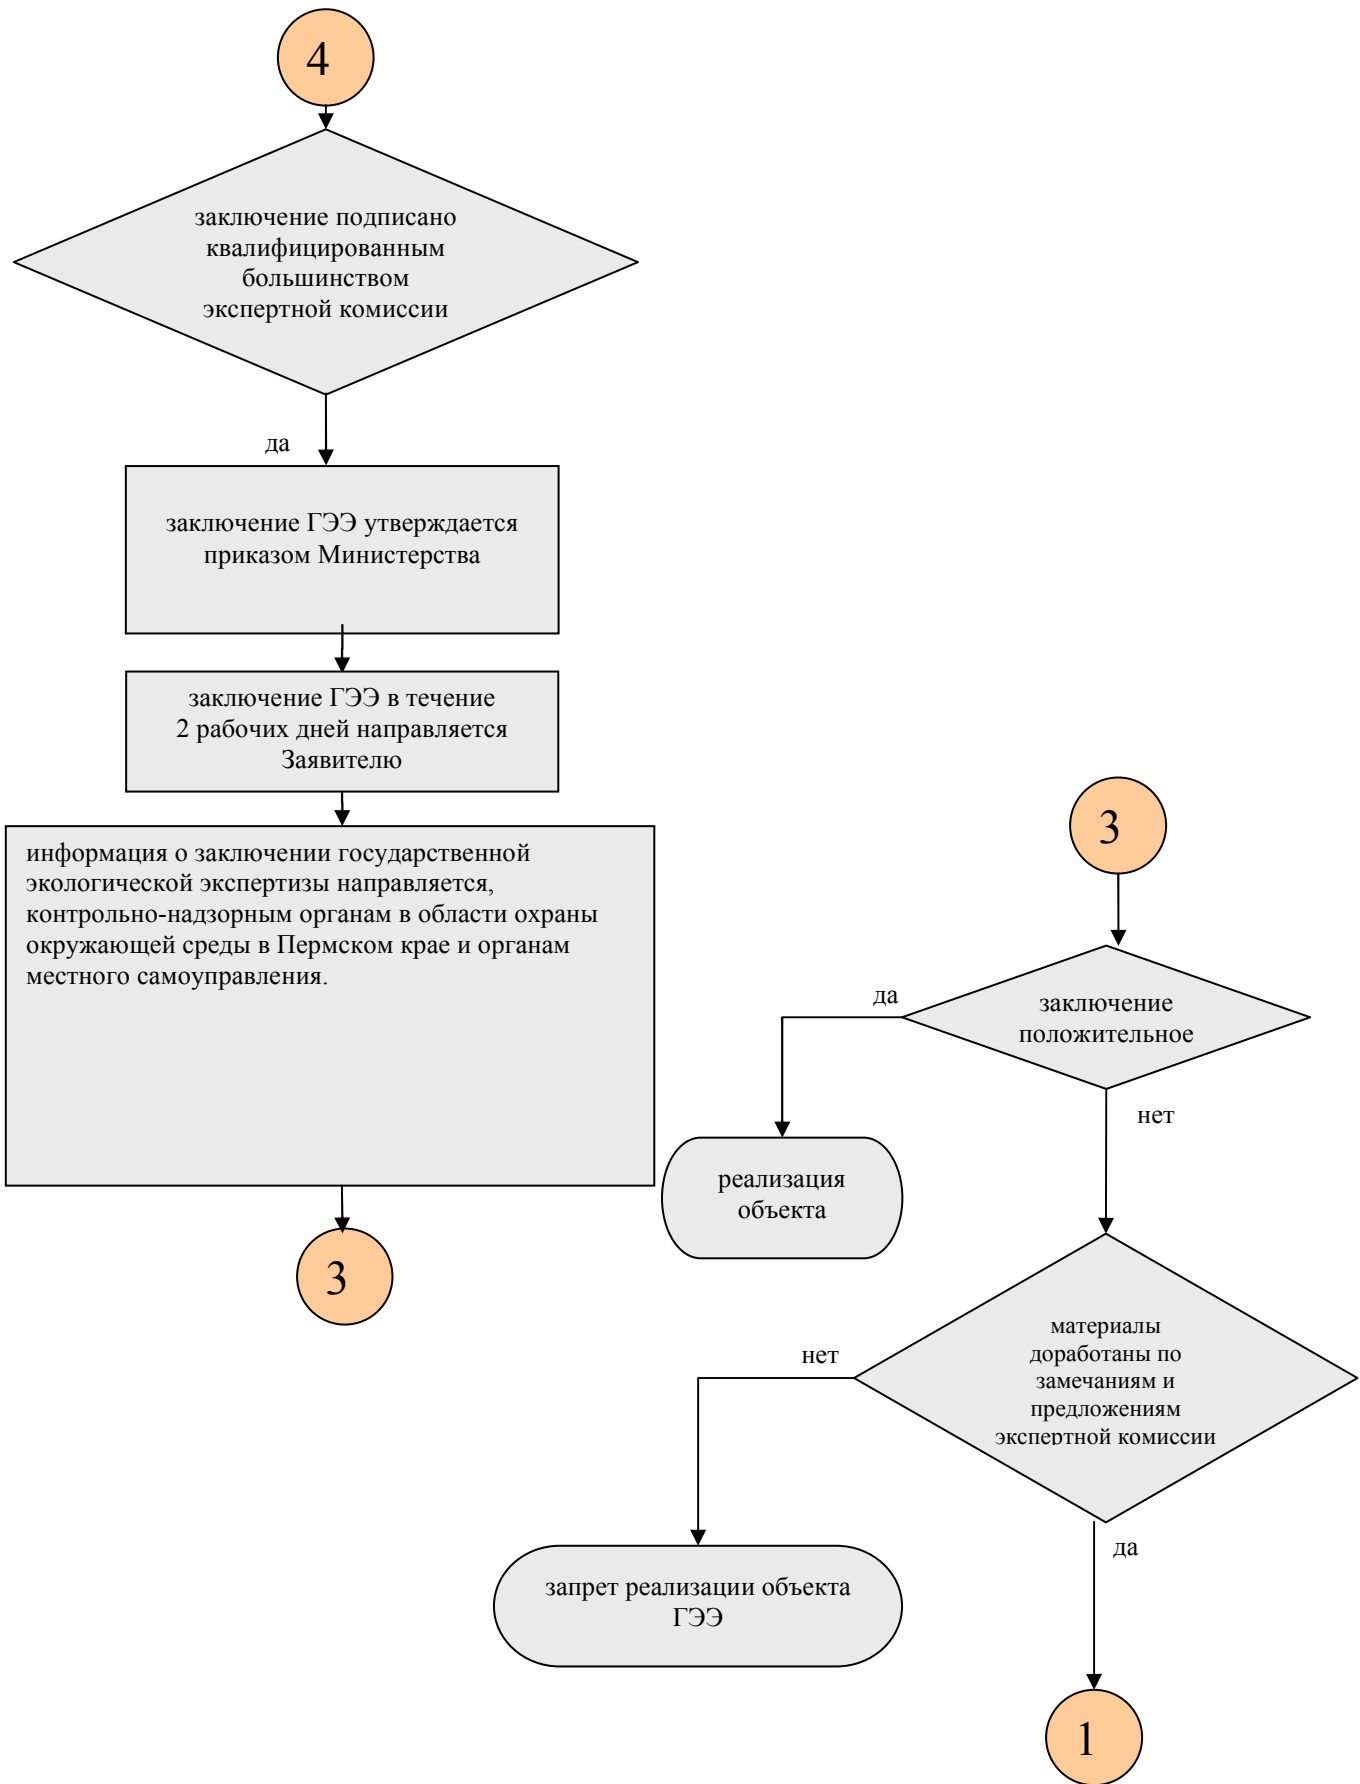 4
заключение подписано
квалифицированным
большинством
экспертной комиссии
да
заключение ГЭЭ утверждается
приказом Министерства
заключение ГЭЭ в течение
2 рабочих дней направляется
Заявителю
информация о заключении государственной
экологической экспертизы направляется,
контрольно-надзорным органам в области охраны
окружающей среды в Пермском крае и органам
местного самоуправления.
3
3
да
заключение
положительное
нет
реализация
объекта
нет
материалы
доработаны по
замечаниям и
предложениям
экспертной комиссии
да
запрет реализации объекта
ГЭЭ
1